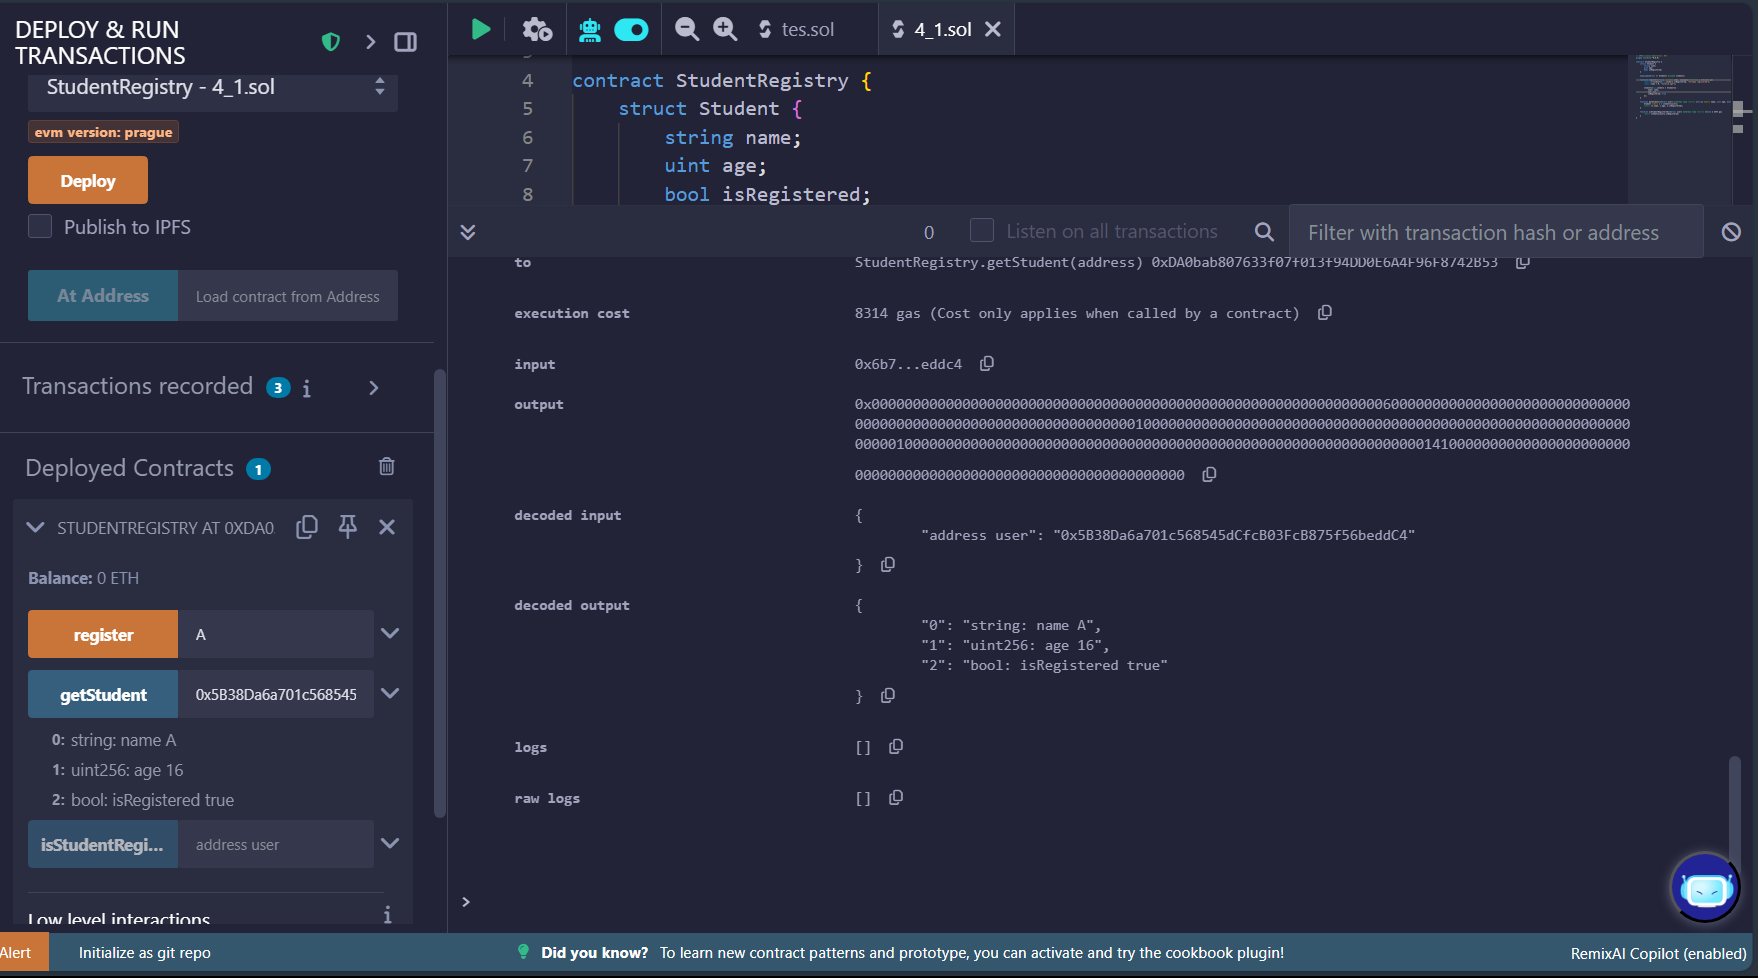 DEPLOY & RUN
TRANSACTIONS
StudentRegistry - 4_1.sol
evm version: prague
Deploy
Publish to IPFS
At Address
Load contract from Address
Transactions recorded 3
Deployed Contracts 1
STUDENTREGISTRY AT 0XDA0
Balance: 0 ETH
register
A
getStudent
0x5B38Da6a701c568545
0: string: name A
1: uint256: age 16
2: bool: isRegistered true
isStudentRegi...
address user
Low level interactions
tes.sol
4_1.sol
4 contract StudentRegistry {
5 struct Student {
6 string name;
7 uint age;
8 bool isRegistered;
0
Listen on all transactions
Filter with transaction hash or address
to
StudentRegistry.getStudent(address) 0xDA0bab807633f07f013f94DD0E6A4F96F8742B53
execution cost
8314 gas (Cost only applies when called by a contract)
input
0x6b7...eddc4
output
decoded input
{
"address user": "0x5B38Da6a701c568545dCfcB03FcB875f56beddC4"
}
decoded output
{
"0": "string: name A",
"1": "uint256: age 16",
"2": "bool: isRegistered true"
}
logs
[]
raw logs
[]
>
Alert
Initialize as git repo
Did you know? To learn new contract patterns and prototype, you can activate and try the cookbook plugin!
RemixAI Copilot (enabled)